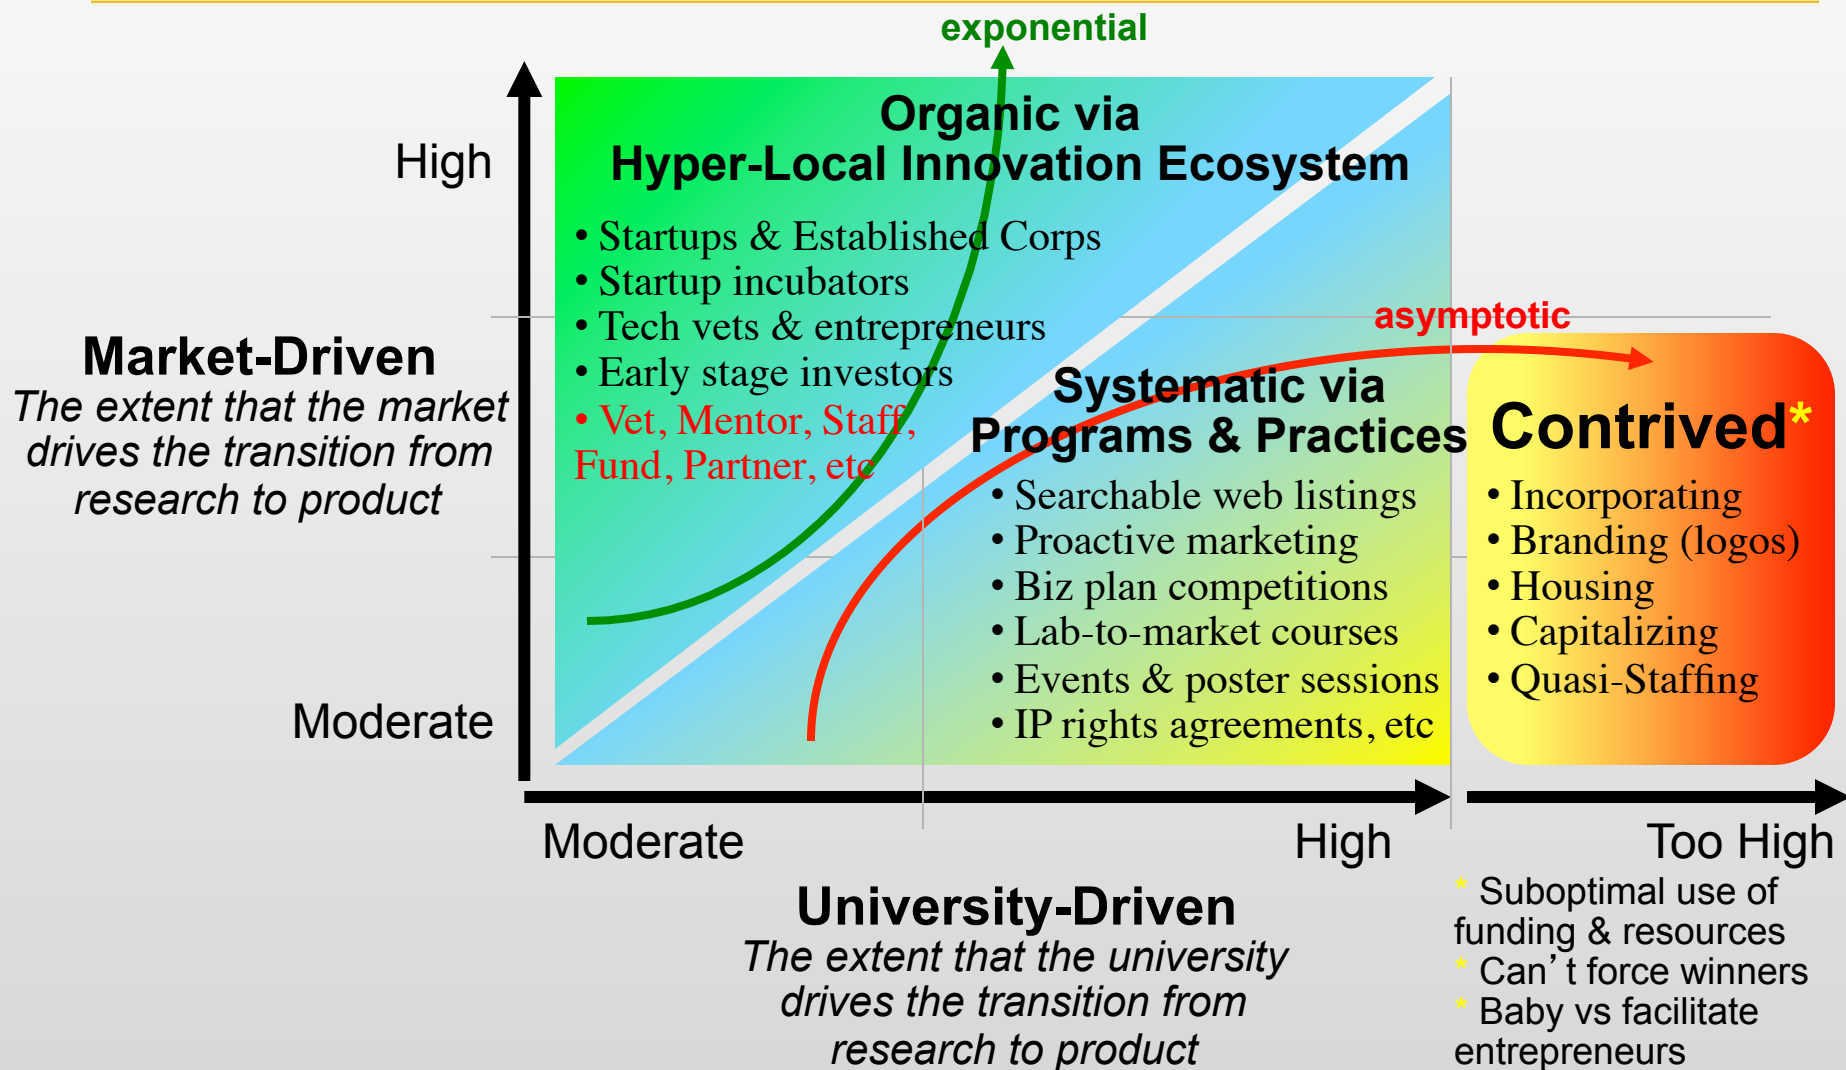 exponential
Organic via
Hyper-Local Innovation Ecosystem
• Startups & Established Corps
• Startup incubators
• Tech vets & entrepreneurs
• Early stage investors
• Vet, Mentor, Staff,
Fund, Partner, etc
High
Market-Driven
The extent that the market
drives the transition from
research to product
Moderate
asymptotic
Systematic via
Programs & Practices
• Searchable web listings
• Proactive marketing
• Biz plan competitions
• Lab-to-market courses
• Events & poster sessions
• IP rights agreements, etc
Contrived*
• Incorporating
• Branding (logos)
• Housing
• Capitalizing
• Quasi-Staffing
Moderate
High
Too High
University-Driven
The extent that the university
drives the transition from
research to product
* Suboptimal use of
funding & resources
* Can’t force winners
* Baby vs facilitate
entrepreneurs